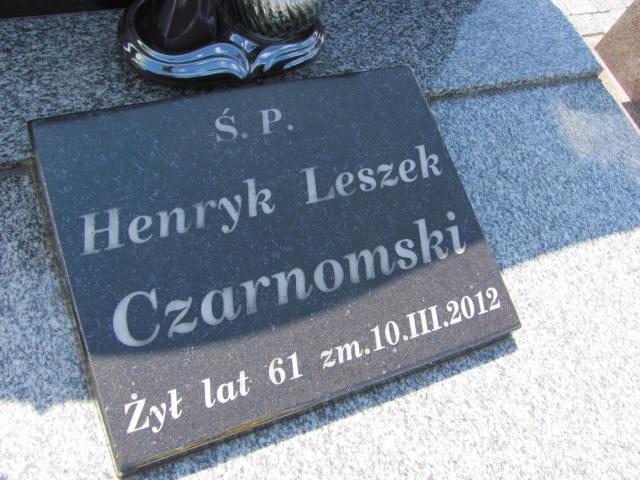 Ś. P.
Henryk Leszek
Czarnomski
Żył lat 61 zm.10.III.2012